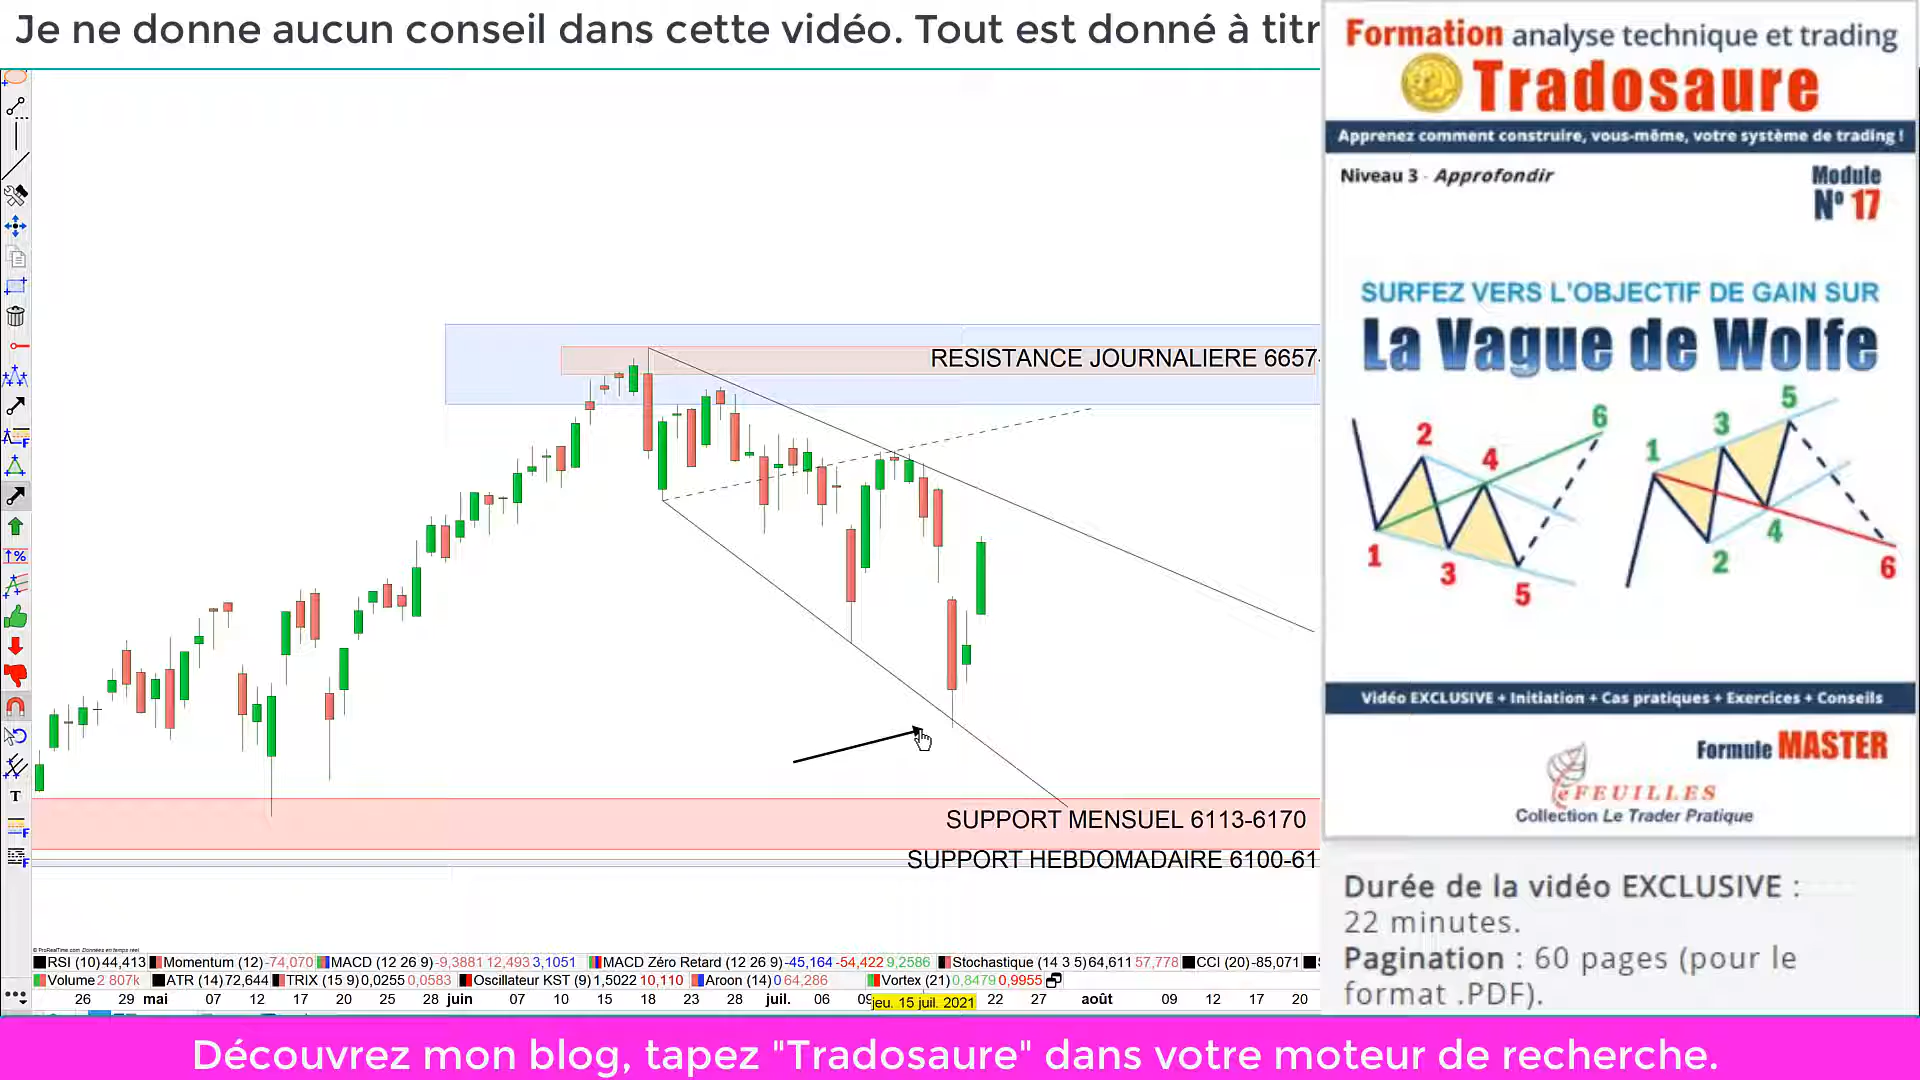 Je ne donne aucun conseil dans cette vidéo. Tout est donné à titr
Formation analyse technique et trading
Tradosaure
Apprenez comment construire, vous-même, votre système de trading !
Niveau 3 - Approfondir
Module
N° 17
SURFEZ VERS L'OBJECTIF DE GAIN SUR
La Vague de Wolfe
1 2 3 4 5 6
1 2 3 4 5 6
Vidéo EXCLUSIVE + Initiation + Cas pratiques + Exercices + Conseils
Formule MASTER
eFEUILLES
Collection Le Trader Pratique
Durée de la vidéo EXCLUSIVE :
22 minutes.
Pagination : 60 pages (pour le
format .PDF).
RESISTANCE JOURNALIERE 6657-
SUPPORT MENSUEL 6113-6170
SUPPORT HEBDOMADAIRE 6100-61
© ProRealTime.com Données en temps réel
RSI (10) 44,413 Momentum (12) -74,070 MACD (12 26 9) -9,3881 12,493 3,1051 MACD Zéro Retard (12 26 9) -45,164 -54,422 9,2586 Stochastique (14 3 5) 64,611 57,778 CCI (20) -85,071 S
Volume 2 807k ATR (14) 72,644 TRIX (15 9) 0,0255 0,0583 Oscillateur KST (9) 1,5022 10,110 Aroon (14) 0 64,286 Vortex (21) 0,8479 0,9955
26 29 mai 07 12 17 20 25 28 juin 07 10 15 18 23 28 juil. 06 09 jeu. 15 juil. 2021 22 27 août 09 12 17 20
Découvrez mon blog, tapez "Tradosaure" dans votre moteur de recherche.